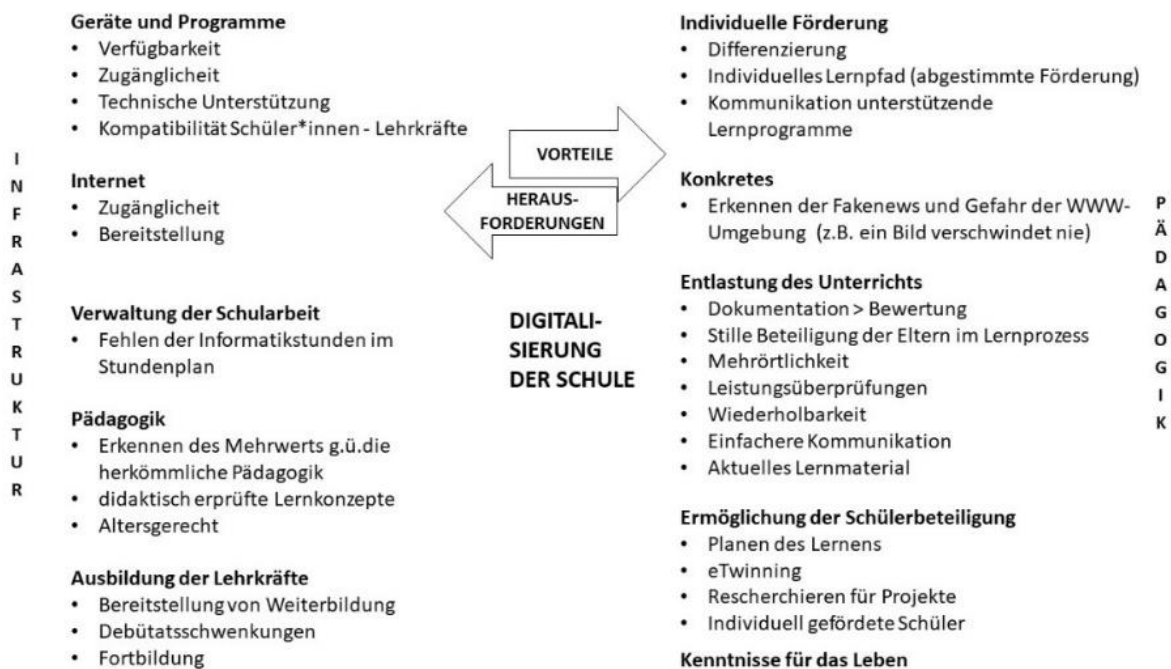 Geräte und Programme
• Verfügbarkeit
• Zugänglicheit
• Technische Unterstützung
• Kompatibilität Schüler*innen - Lehrkräfte
Internet
• Zugänglicheit
• Bereitstellung
Verwaltung der Schularbeit
• Fehlen der Informatikstunden im
Stundenplan
Pädagogik
• Erkennen des Mehrwerts g.ü.die
herkömmliche Pädagogik
• didaktisch erprüfte Lernkonzepte
• Altersgerecht
Ausbildung der Lehrkräfte
• Bereitstellung von Weiterbildung
• Debütatsschwenkungen
• Fortbildung
INFRASTRUKTUR
VORTEILE
HERAUS-
FORDERUNGEN
DIGITALI-
SIERUNG
DER SCHULE
Individuelle Förderung
• Differenzierung
• Individuelles Lernpfad (abgestimmte Förderung)
• Kommunikation unterstützende
Lernprogramme
Konkretes
• Erkennen der Fakenews und Gefahr der WWW-
Umgebung (z.B. ein Bild verschwindet nie)
Entlastung des Unterrichts
• Dokumentation > Bewertung
• Stille Beteiligung der Eltern im Lernprozess
• Mehrörtlichkeit
• Leistungsüberprüfungen
• Wiederholbarkeit
• Einfachere Kommunikation
• Aktuelles Lernmaterial
Ermöglichung der Schülerbeteiligung
• Planen des Lernens
• eTwinning
• Rescherchieren für Projekte
• Individuell gefördete Schüler
Kenntnisse für das Leben
PÄDAGOGIK